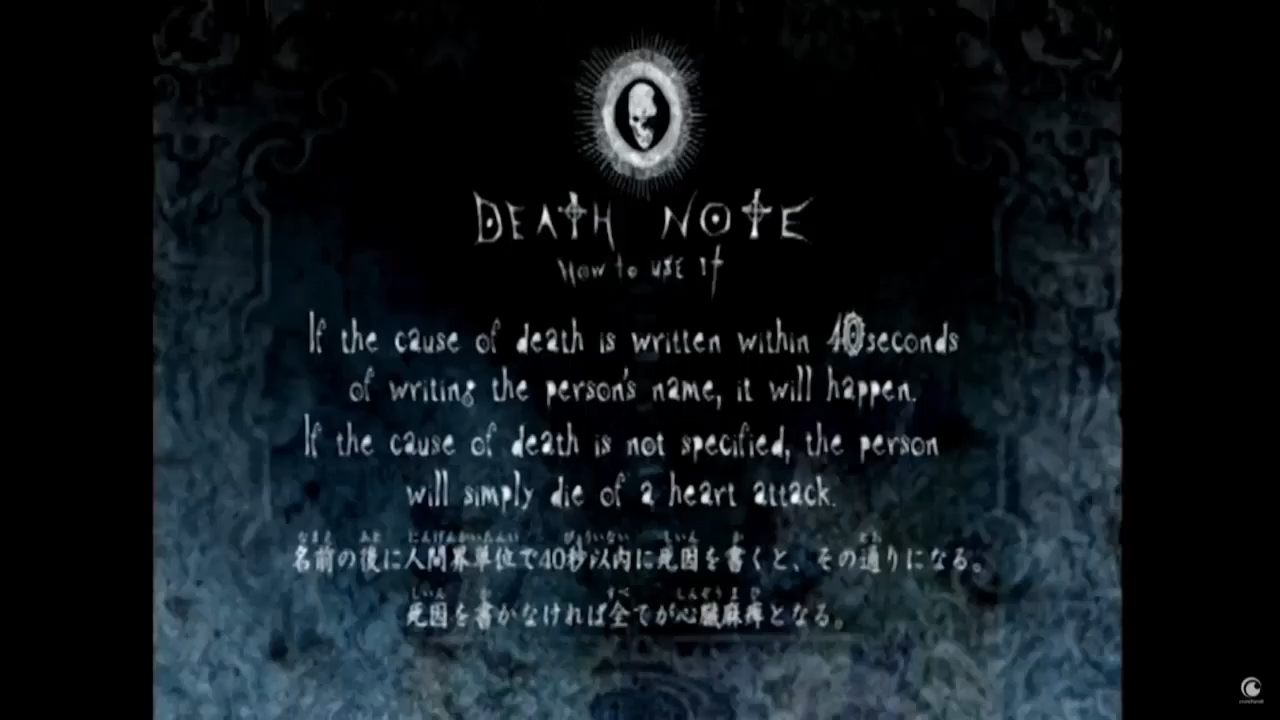 DEATH NOTE
How to USE It
If the cause of death is written within 40seconds
of writing the person's name, it will happen.
If the cause of death is not specified, the person
will simply die of a heart attack.
名前の後に人間界単位で40秒以内に死因を書くと、その通りになる。
死因を書かなければ全てが心臓麻痺となる。
crunchyroll